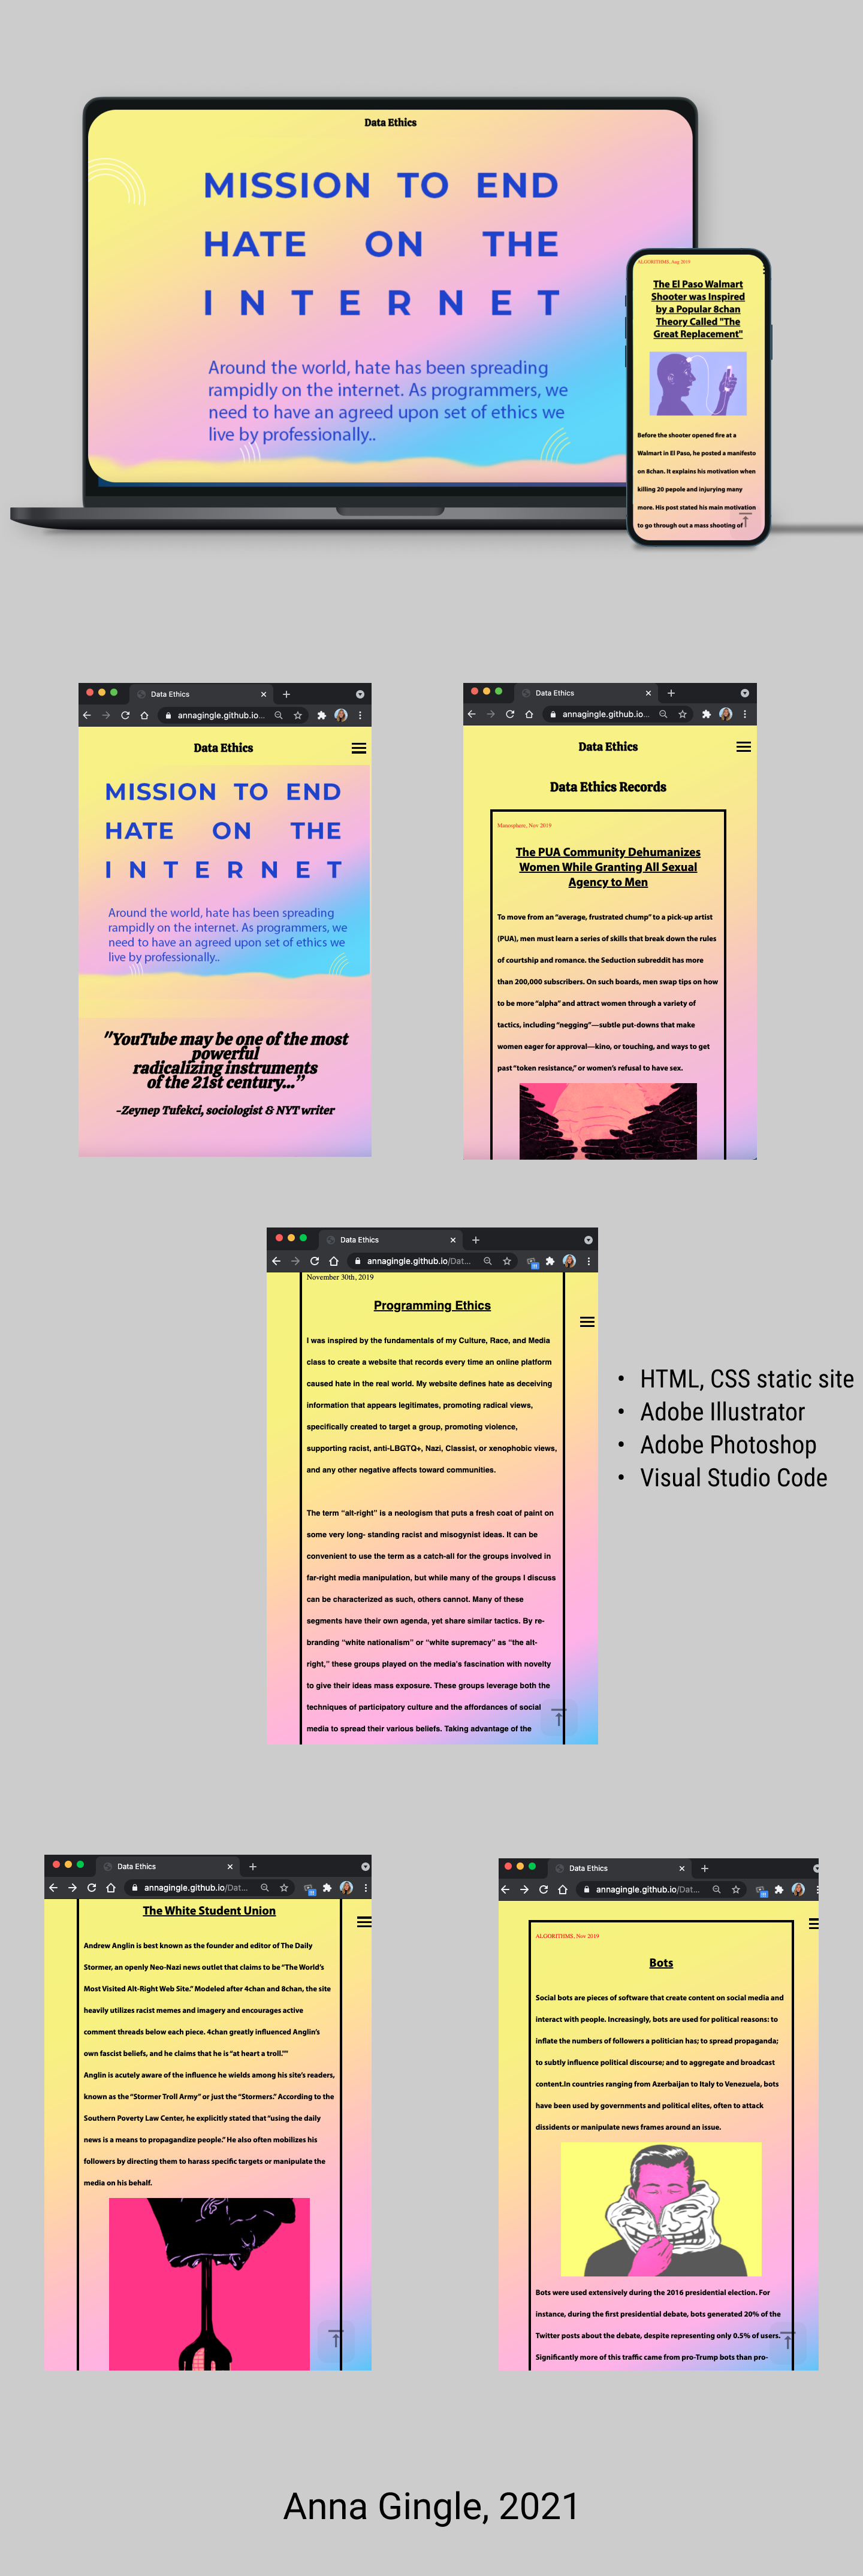 Data Ethics
MISSION TO END
HATE ON THE
INTERNET
Around the world, hate has been spreading
rampidly on the internet. As programmers, we
need to have an agreed upon set of ethics we
live by professionally..
ALGORITHMS, Aug 2019
The El Paso Walmart
Shooter was Inspired
by a Popular 8chan
Theory Called "The
Great Replacement"
Before the shooter opened fire at a
Walmart in El Paso, he posted a manifesto
on 8chan. It explains his motivation when
killing 20 pepole and injurying many
more. His post stated his main motivation
to go through out a mass shooting of
Data Ethics
annagingle.github.io...
Data Ethics
MISSION TO END
HATE ON THE
INTERNET
Around the world, hate has been spreading
rampidly on the internet. As programmers, we
need to have an agreed upon set of ethics we
live by professionally..
"YouTube may be one of the most
powerful
radicalizing instruments
of the 21st century...”
-Zeynep Tufekci, sociologist & NYT writer
Data Ethics
annagingle.github.io...
Data Ethics
Data Ethics Records
Manosphere, Nov 2019
The PUA Community Dehumanizes
Women While Granting All Sexual
Agency to Men
To move from an “average, frustrated chump” to a pick-up artist
(PUA), men must learn a series of skills that break down the rules
of courtship and romance. the Seduction subreddit has more
than 200,000 subscribers. On such boards, men swap tips on how
to be more “alpha” and attract women through a variety of
tactics, including “negging”—subtle put-downs that make
women eager for approval—kino, or touching, and ways to get
past “token resistance,” or women’s refusal to have sex.
Data Ethics
annagingle.github.io/Dat...
November 30th, 2019
Programming Ethics
I was inspired by the fundamentals of my Culture, Race, and Media
class to create a website that records every time an online platform
caused hate in the real world. My website defines hate as deceiving
information that appears legitimates, promoting radical views,
specifically created to target a group, promoting violence,
supporting racist, anti-LBGTQ+, Nazi, Classist, or xenophobic views,
and any other negative affects toward communities.
The term “alt-right” is a neologism that puts a fresh coat of paint on
some very long- standing racist and misogynist ideas. It can be
convenient to use the term as a catch-all for the groups involved in
far-right media manipulation, but while many of the groups I discuss
can be characterized as such, others cannot. Many of these
segments have their own agenda, yet share similar tactics. By re-
branding “white nationalism” or “white supremacy” as “the alt-
right,” these groups played on the media’s fascination with novelty
to give their ideas mass exposure. These groups leverage both the
techniques of participatory culture and the affordances of social
media to spread their various beliefs. Taking advantage of the
• HTML, CSS static site
• Adobe Illustrator
• Adobe Photoshop
• Visual Studio Code
Data Ethics
annagingle.github.io/Dat...
The White Student Union
Andrew Anglin is best known as the founder and editor of The Daily
Stormer, an openly Neo-Nazi news outlet that claims to be “The World’s
Most Visited Alt-Right Web Site.” Modeled after 4chan and 8chan, the site
heavily utilizes racist memes and imagery and encourages active
comment threads below each piece. 4chan greatly influenced Anglin’s
own fascist beliefs, and he claims that he is “at heart a troll.""
Anglin is acutely aware of the influence he wields among his site’s readers,
known as the “Stormer Troll Army” or just the “Stormers.” According to the
Southern Poverty Law Center, he explicitly stated that “using the daily
news is a means to propagandize people.” He also often mobilizes his
followers by directing them to harass specific targets or manipulate the
media on his behalf.
Data Ethics
annagingle.github.io/Dat...
ALGORITHMS, Nov 2019
Bots
Social bots are pieces of software that create content on social media and
interact with people. Increasingly, bots are used for political reasons: to
inflate the numbers of followers a politician has; to spread propaganda;
to subtly influence political discourse; and to aggregate and broadcast
content.In countries ranging from Azerbaijan to Italy to Venezuela, bots
have been used by governments and political elites, often to attack
dissidents or manipulate news frames around an issue.
Bots were used extensively during the 2016 presidential election. For
instance, during the first presidential debate, bots generated 20% of the
Twitter posts about the debate, despite representing only 0.5% of users.
Significantly more of this traffic came from pro-Trump bots than pro-
Anna Gingle, 2021